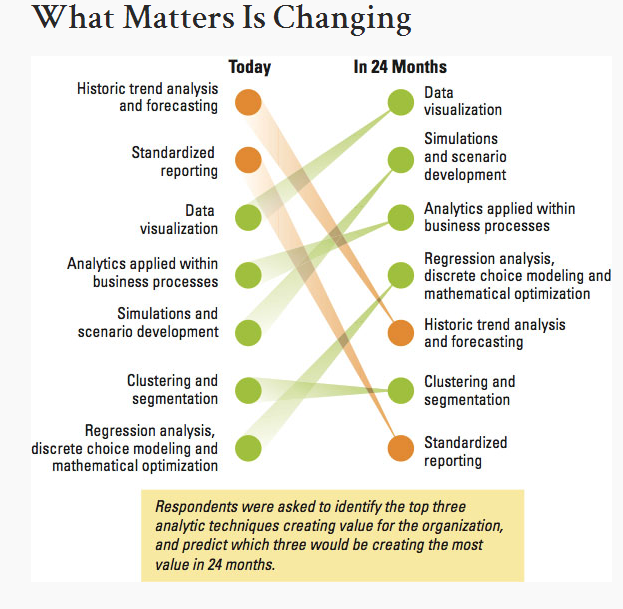 What Matters Is Changing
Today
In 24 Months
Historic trend analysis
and forecasting
Standardized
reporting
Data
visualization
Analytics applied within
business processes
Simulations and
scenario development
Clustering and
segmentation
Regression analysis,
discrete choice modeling and
mathematical optimization
Data
visualization
Simulations
and scenario
development
Analytics applied within
business processes
Regression analysis,
discrete choice modeling and
mathematical optimization
Historic trend analysis
and forecasting
Clustering and
segmentation
Standardized
reporting
Respondents were asked to identify the top three
analytic techniques creating value for the organization,
and predict which three would be creating the most
value in 24 months.